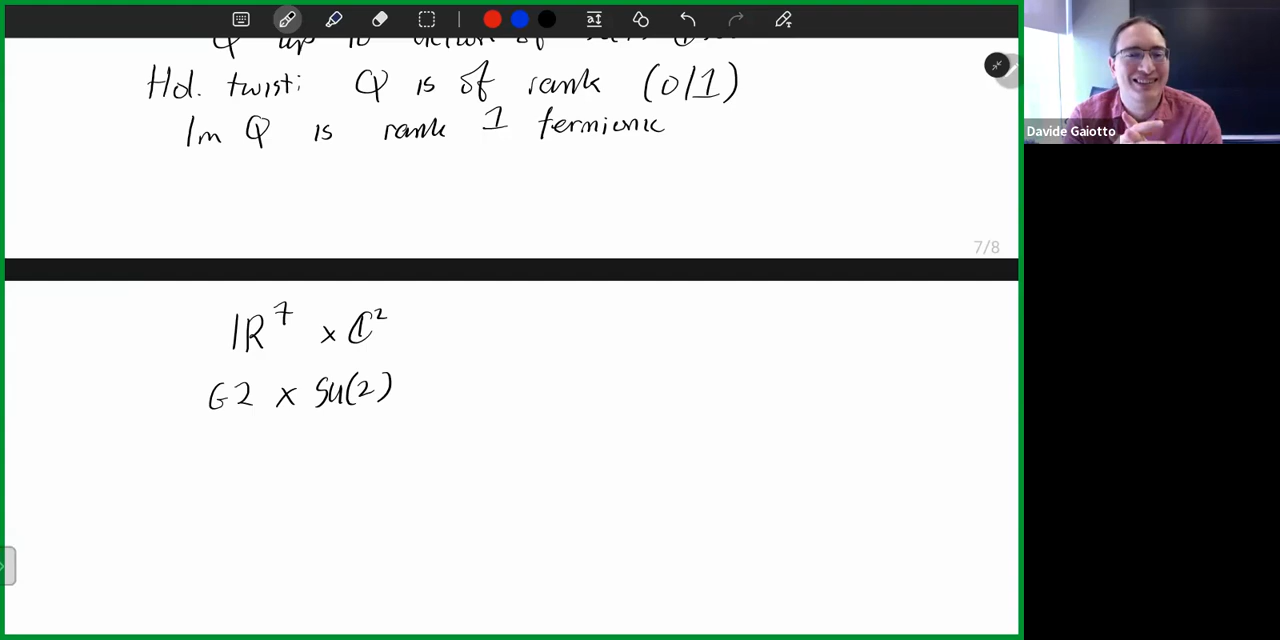 Hol. twist: Q is of rank (0|1)
Im Q is rank 1 fermionic
Davide Gaiotto
7/8
IR⁷ × ℂ²
G2 × SU(2)